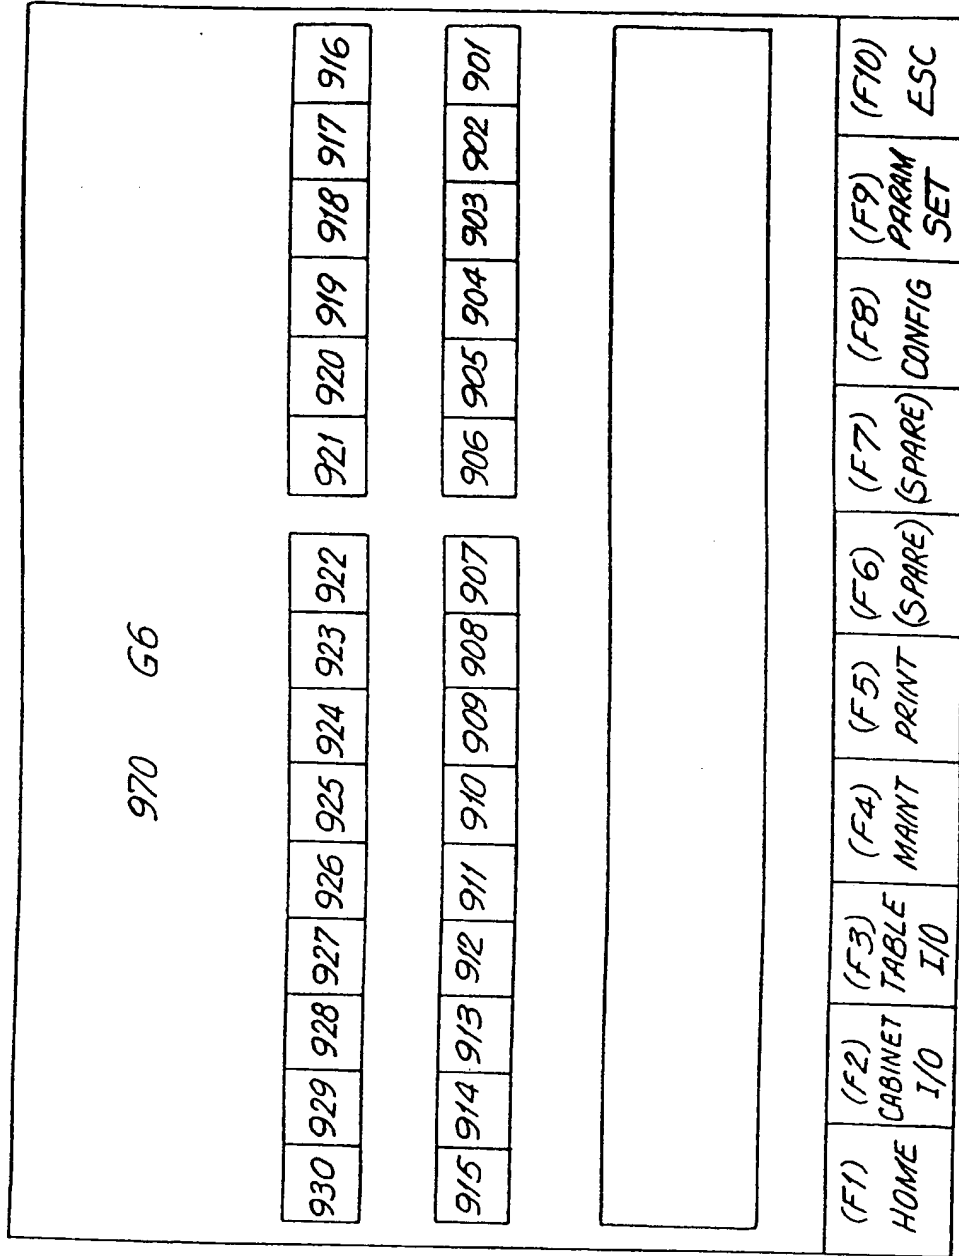 970 G6
930 929 928 927 926 925 924 923 922 921 920 919 918 917 916
915 914 913 912 911 910 909 908 907 906 905 904 903 902 901
(F1) (F2) (F3) (F4) (F5) (F6) (F7) (F8) (F9) (F10)
HOME CABINET TABLE MAINT PRINT (SPARE) (SPARE) CONFIG PARAM ESC
I/O I/O SET